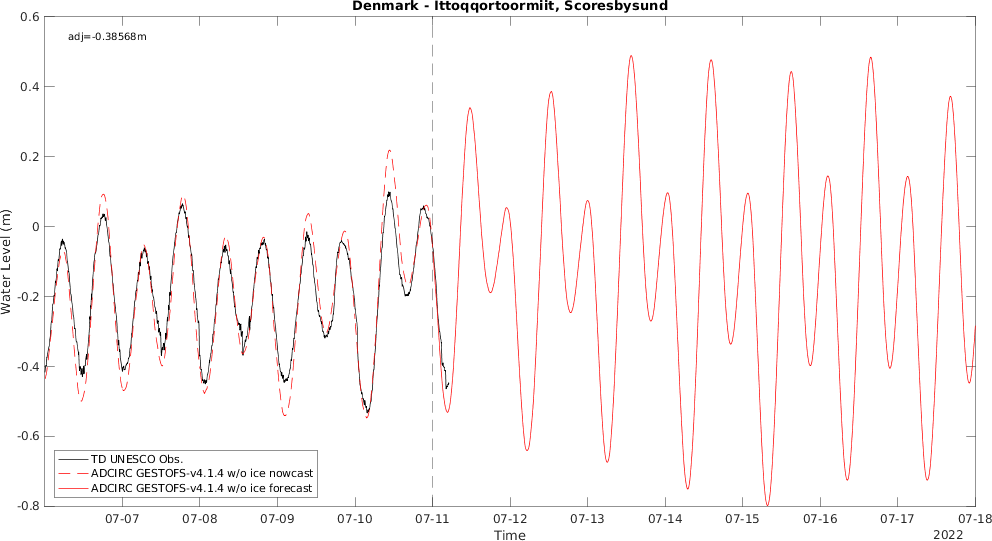 Denmark - Ittoqqortoormiit, Scoresbysund
adj=-0.38568m
0.6
0.4
0.2
0
-0.2
-0.4
-0.6
-0.8
Water Level (m)
TD UNESCO Obs.
ADCIRC GESTOFS-v4.1.4 w/o ice nowcast
ADCIRC GESTOFS-v4.1.4 w/o ice forecast
07-07 07-08 07-09 07-10 07-11 07-12 07-13 07-14 07-15 07-16 07-17 07-18
Time
2022